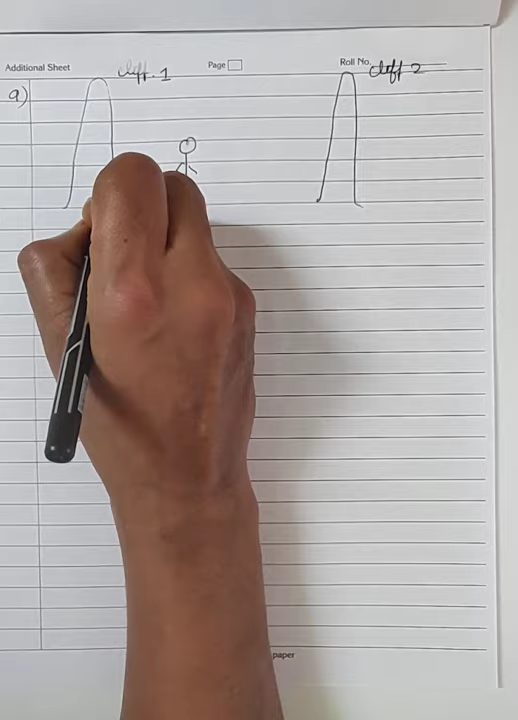 Additional Sheet
Page
Roll No.
cliff. 1
cliff 2
a)
paper